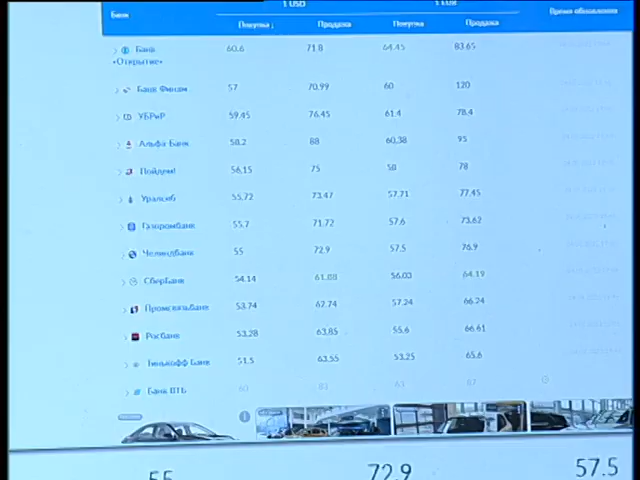 Банк 1 USD 1 EUR Время обновления
Покупка ↓ Продажа Покупка Продажа
Банк «Открытие» 60.6 71.8 64.45 83.65
Банк Финам 57 70.99 60 120
УБРиР 59.45 76.45 61.4 78.4
Альфа-Банк 58.2 88 60.38 95
Пойдём! 56.15 75 58 78
Уралсиб 55.72 73.47 57.71 77.45
Газпромбанк 55.7 71.72 57.6 73.62
Челиндбанк 55 72.9 57.5 76.9
СберБанк 54.14 61.88 56.03 64.19
Промсвязьбанк 53.74 62.74 57.24 66.24
Росбанк 53.28 63.85 55.6 66.61
Тинькофф Банк 51.5 63.55 53.25 65.6
Банк ВТБ 60 83 63 87
55 72.9 57.5